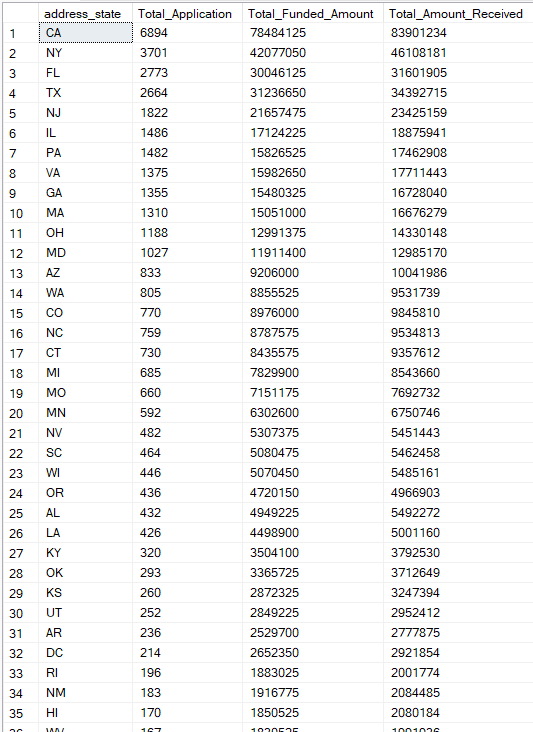 address_state Total_Application Total_Funded_Amount Total_Amount_Received
1 CA 6894 78484125 83901234
2 NY 3701 42077050 46108181
3 FL 2773 30046125 31601905
4 TX 2664 31236650 34392715
5 NJ 1822 21657475 23425159
6 IL 1486 17124225 18875941
7 PA 1482 15826525 17462908
8 VA 1375 15982650 17711443
9 GA 1355 15480325 16728040
10 MA 1310 15051000 16676279
11 OH 1188 12991375 14330148
12 MD 1027 11911400 12985170
13 AZ 833 9206000 10041986
14 WA 805 8855525 9531739
15 CO 770 8976000 9845810
16 NC 759 8787575 9534813
17 CT 730 8435575 9357612
18 MI 685 7829900 8543660
19 MO 660 7151175 7692732
20 MN 592 6302600 6750746
21 NV 482 5307375 5451443
22 SC 464 5080475 5462458
23 WI 446 5070450 5485161
24 OR 436 4720150 4966903
25 AL 432 4949225 5492272
26 LA 426 4498900 5001160
27 KY 320 3504100 3792530
28 OK 293 3365725 3712649
29 KS 260 2872325 3247394
30 UT 252 2849225 2952412
31 AR 236 2529700 2777875
32 DC 214 2652350 2921854
33 RI 196 1883025 2001774
34 NM 183 1916775 2084485
35 HI 170 1850525 2080184